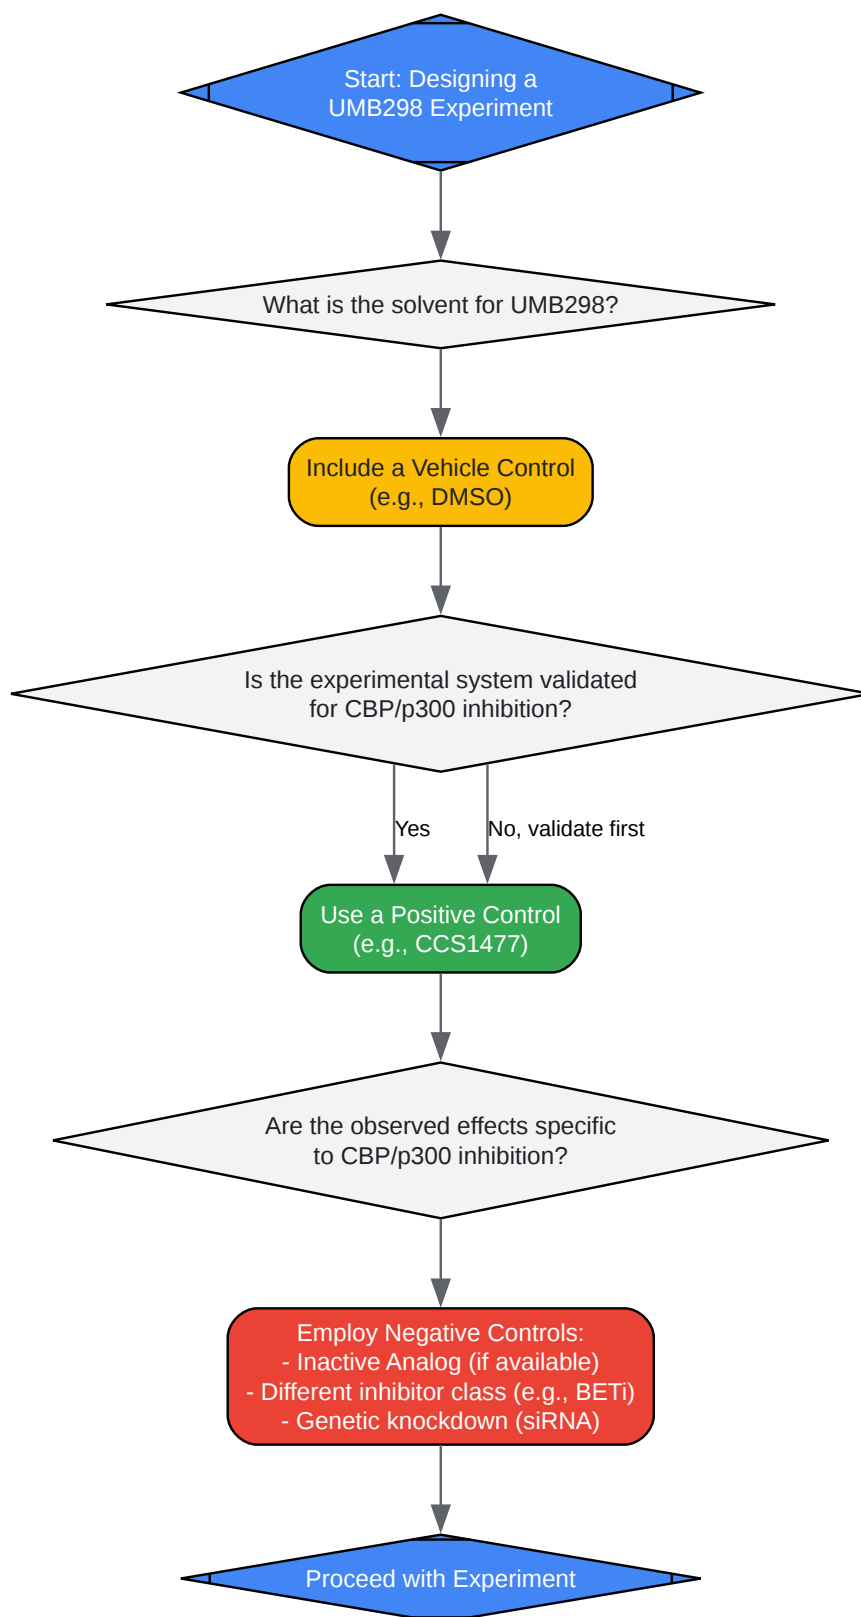 Start: Designing a
UMB298 Experiment
What is the solvent for UMB298?
Include a Vehicle Control
(e.g., DMSO)
Is the experimental system validated
for CBP/p300 inhibition?
Yes
No, validate first
Use a Positive Control
(e.g., CCS1477)
Are the observed effects specific
to CBP/p300 inhibition?
Employ Negative Controls:
- Inactive Analog (if available)
- Different inhibitor class (e.g., BETi)
- Genetic knockdown (siRNA)
Proceed with Experiment